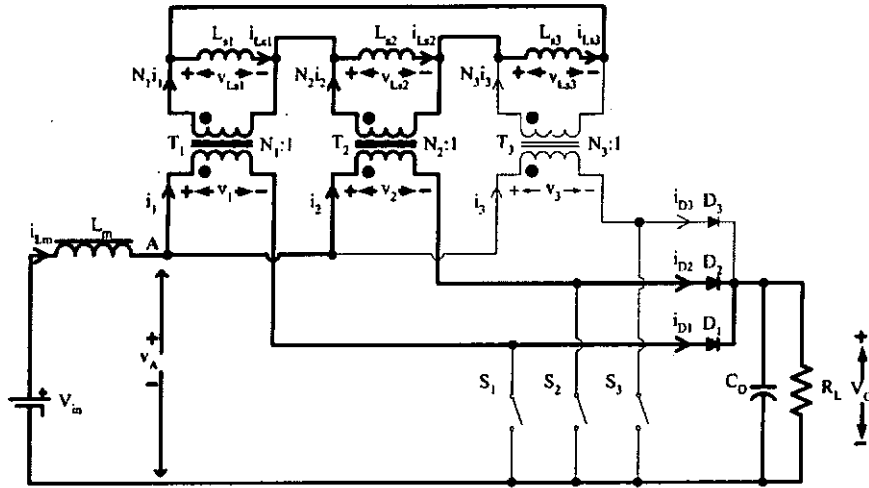 L_s1 i_Ls1 L_s2 i_Ls2 L_s3 i_Ls3
+ v_Ls1 − + v_Ls2 − + v_Ls3 −
N_1i_1 N_2i_2 N_3i_3
T_1 N_1:1 T_2 N_2:1 T_3 N_3:1
+ v_1 − + v_2 − + v_3 −
i_1 i_2 i_3
i_D3 D_3
i_Lm L_m A
i_D2 D_2
i_D1 D_1
+ v_A −
S_1 S_2 S_3
C_O R_L + V_O −
+ V_in